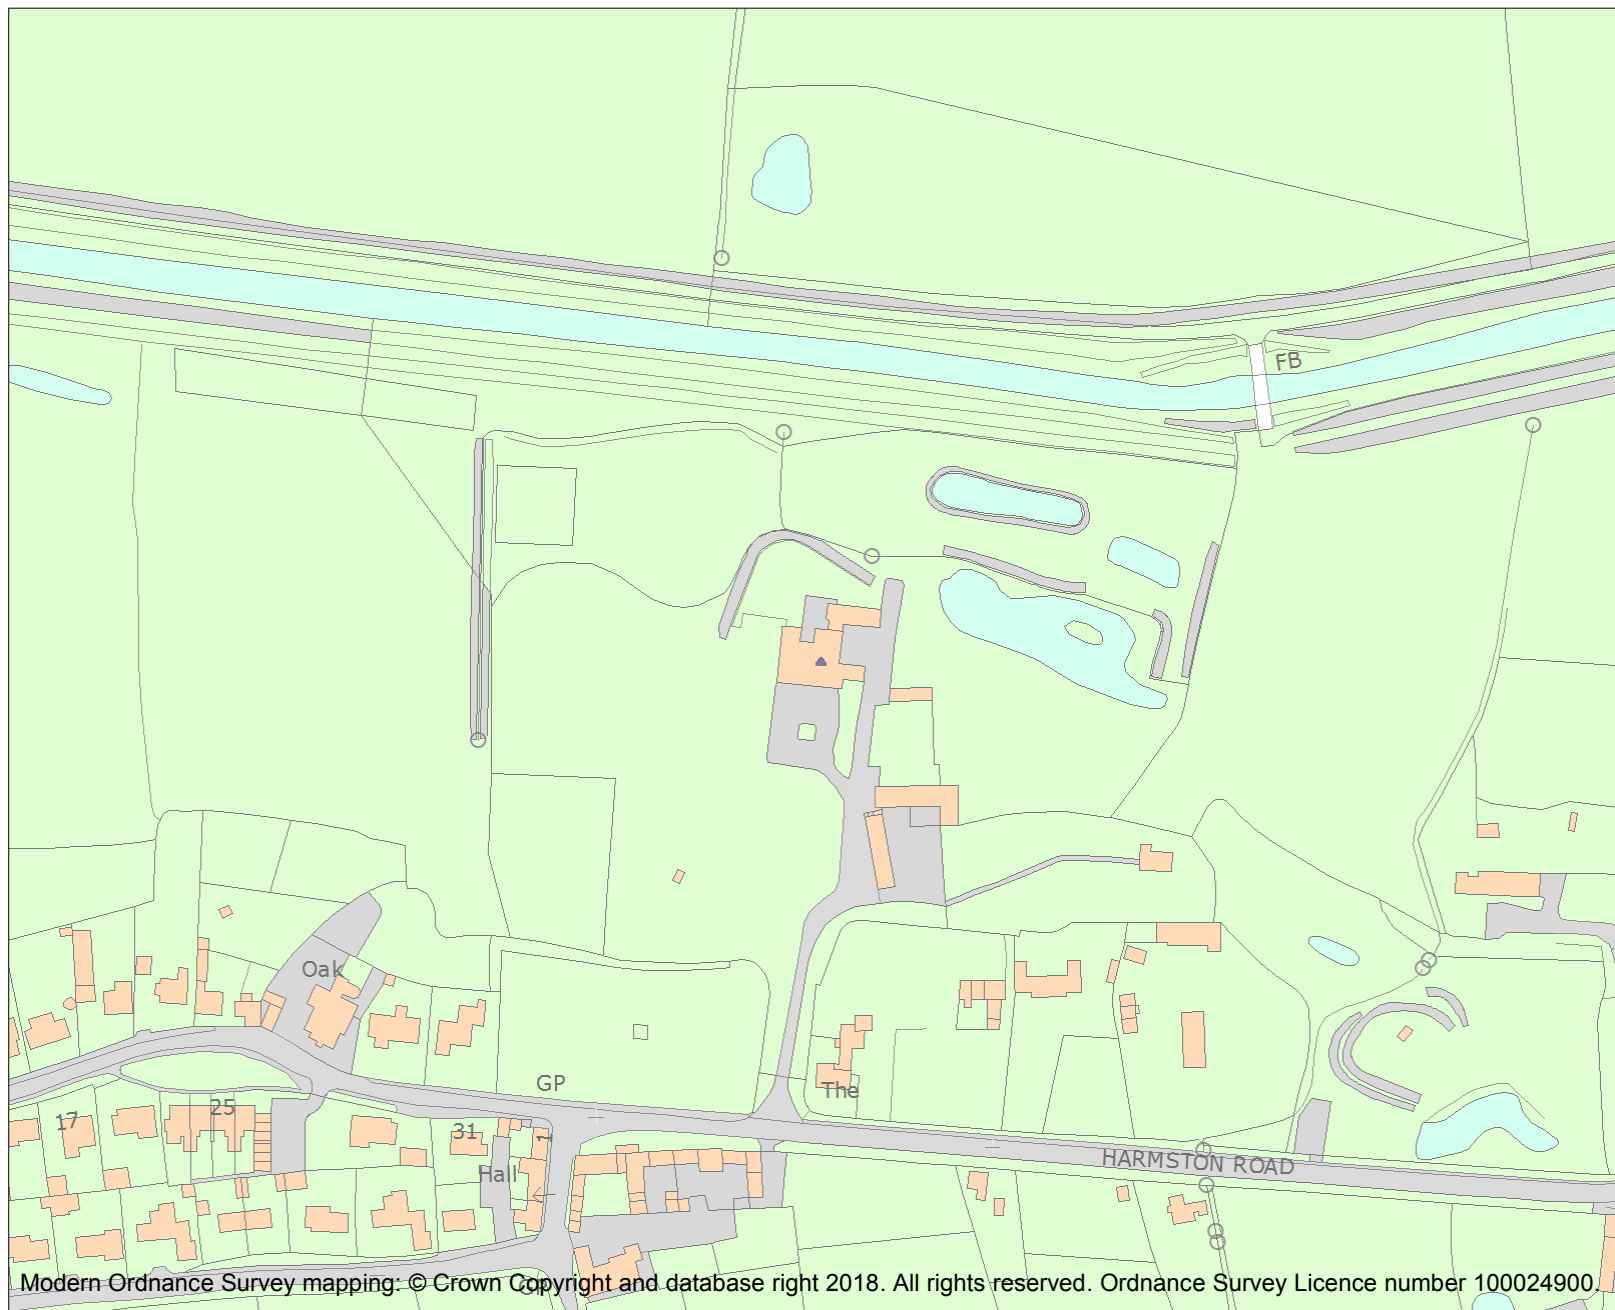 FB
Oak
GP
The
17
25
31
1
Hall
HARMSTON ROAD
Modern Ordnance Survey mapping: © Crown Copyright and database right 2018. All rights reserved. Ordnance Survey Licence number 100024900.